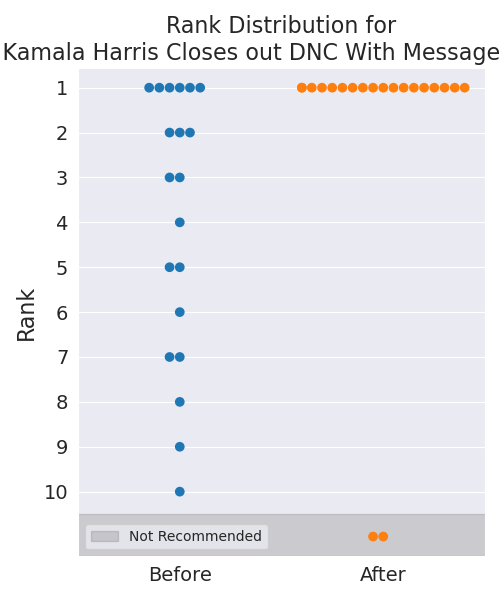 Rank Distribution for
Kamala Harris Closes out DNC With Message
1
2
3
4
5
6
7
8
9
10
Rank
Not Recommended
Before
After